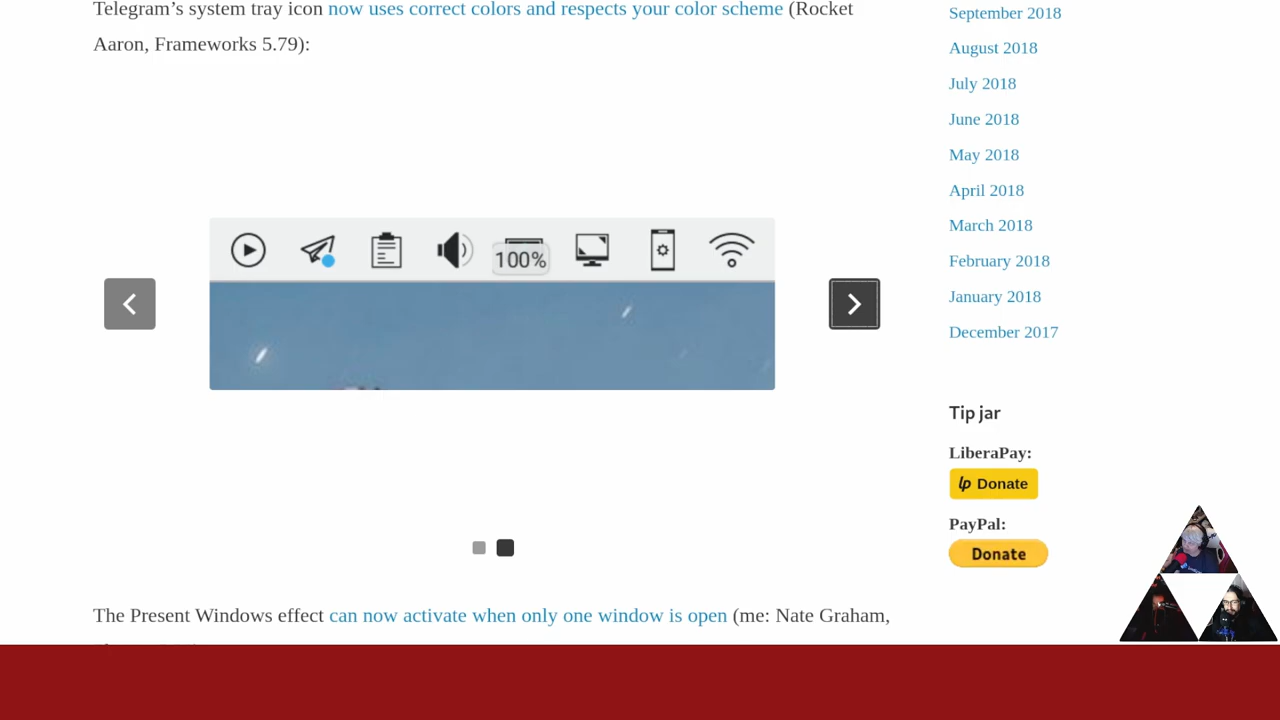 Telegram’s system tray icon now uses correct colors and respects your color scheme (Rocket
Aaron, Frameworks 5.79):
100%
The Present Windows effect can now activate when only one window is open (me: Nate Graham,
September 2018
August 2018
July 2018
June 2018
May 2018
April 2018
March 2018
February 2018
January 2018
December 2017
Tip jar
LiberaPay:
lp Donate
PayPal:
Donate